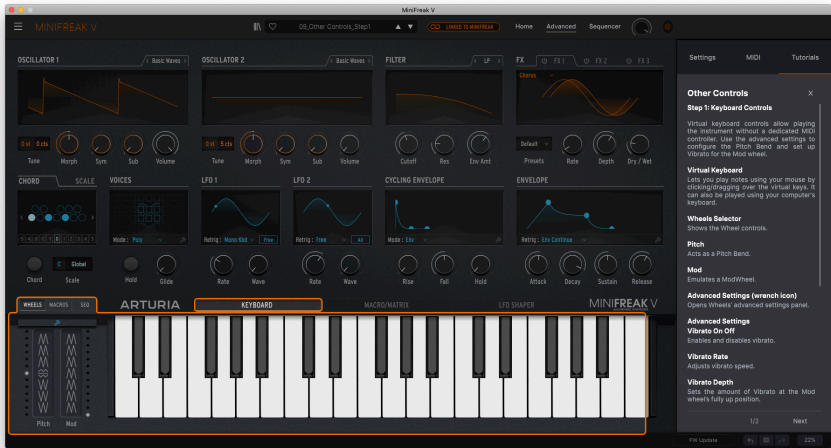 MiniFreak V
MINIFREAK V
09_Other Controls_Step1
LINKED TO MINIFREAK
Home
Advanced
Sequencer
OSCILLATOR 1
Basic Waves
OSCILLATOR 2
Basic Waves
FILTER
LP
FX
FX 1
FX 2
FX 3
Chorus
0 st 0 cts
Tune
Morph
Sym
Sub
Volume
0 st 5 cts
Tune
Morph
Sym
Sub
Volume
Cutoff
Res
Env Amt
Default
Presets
Rate
Depth
Dry / Wet
CHORD
SCALE
VOICES
LFO 1
LFO 2
CYCLING ENVELOPE
ENVELOPE
Mode : Poly
Retrig : Mono Kbd
Free
Retrig : Free
All
Mode : Env
Retrig : Env Continue
C Global
Chord
Scale
Hold
Glide
Rate
Wave
Rate
Wave
Rise
Fall
Hold
Attack
Decay
Sustain
Release
WHEELS
MACROS
SEQ
ARTURIA
KEYBOARD
MACRO/MATRIX
LFO SHAPER
MINIFREAK V
Pitch
Mod
Settings
MIDI
Tutorials
Other Controls
X
Step 1: Keyboard Controls
Virtual keyboard controls allow playing
the instrument without a dedicated MIDI
controller. Use the advanced settings to
configure the Pitch Bend and set up
Vibrato for the Mod wheel.
Virtual Keyboard
Lets you play notes using your mouse by
clicking/dragging over the virtual keys. It
can also be played using your computer's
keyboard.
Wheels Selector
Shows the Wheel controls.
Pitch
Acts as a Pitch Bend.
Mod
Emulates a ModWheel.
Advanced Settings (wrench icon)
Opens Wheels' advanced settings panel.
Advanced Settings
Vibrato On Off
Enables and disables vibrato.
Vibrato Rate
Adjusts vibrato speed.
Vibrato Depth
Sets the amount of Vibrato at the Mod
wheel's fully up position.
1/2
Next
FW Update
22%